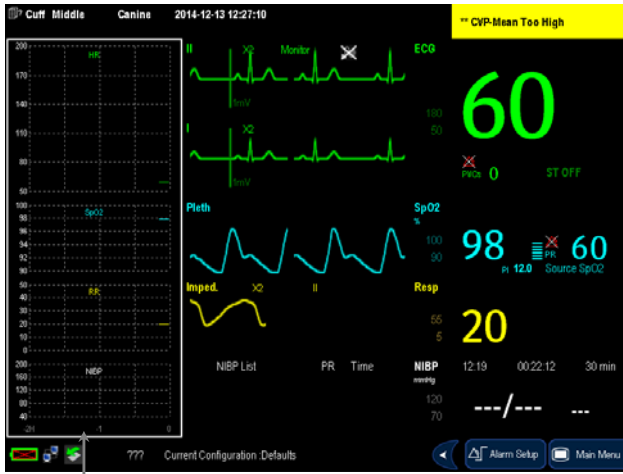 Cuff Middle Canine 2014-12-13 12:27:10
** CVP-Mean Too High
200 HR
170
140
110
80
50
II X2 Monitor ECG
1mV
180
50
60
I X2
1mV
PVCs 0 ST OFF
100 SpO2
98
96
94
92
90
Pleth SpO2
%
100
90
98 PI 12.0 PR 60
Source SpO2
50 RR
40
30
20
10
0
Imped. X2 II Resp
55
5
20
200 NIBP
160
120
80
40
-2H -1 0
NIBP List PR Time NIBP
mmHg
120
70
12:19 00:22:12 30 min
---/--- ---
??? Current Configuration :Defaults
Alarm Setup Main Menu